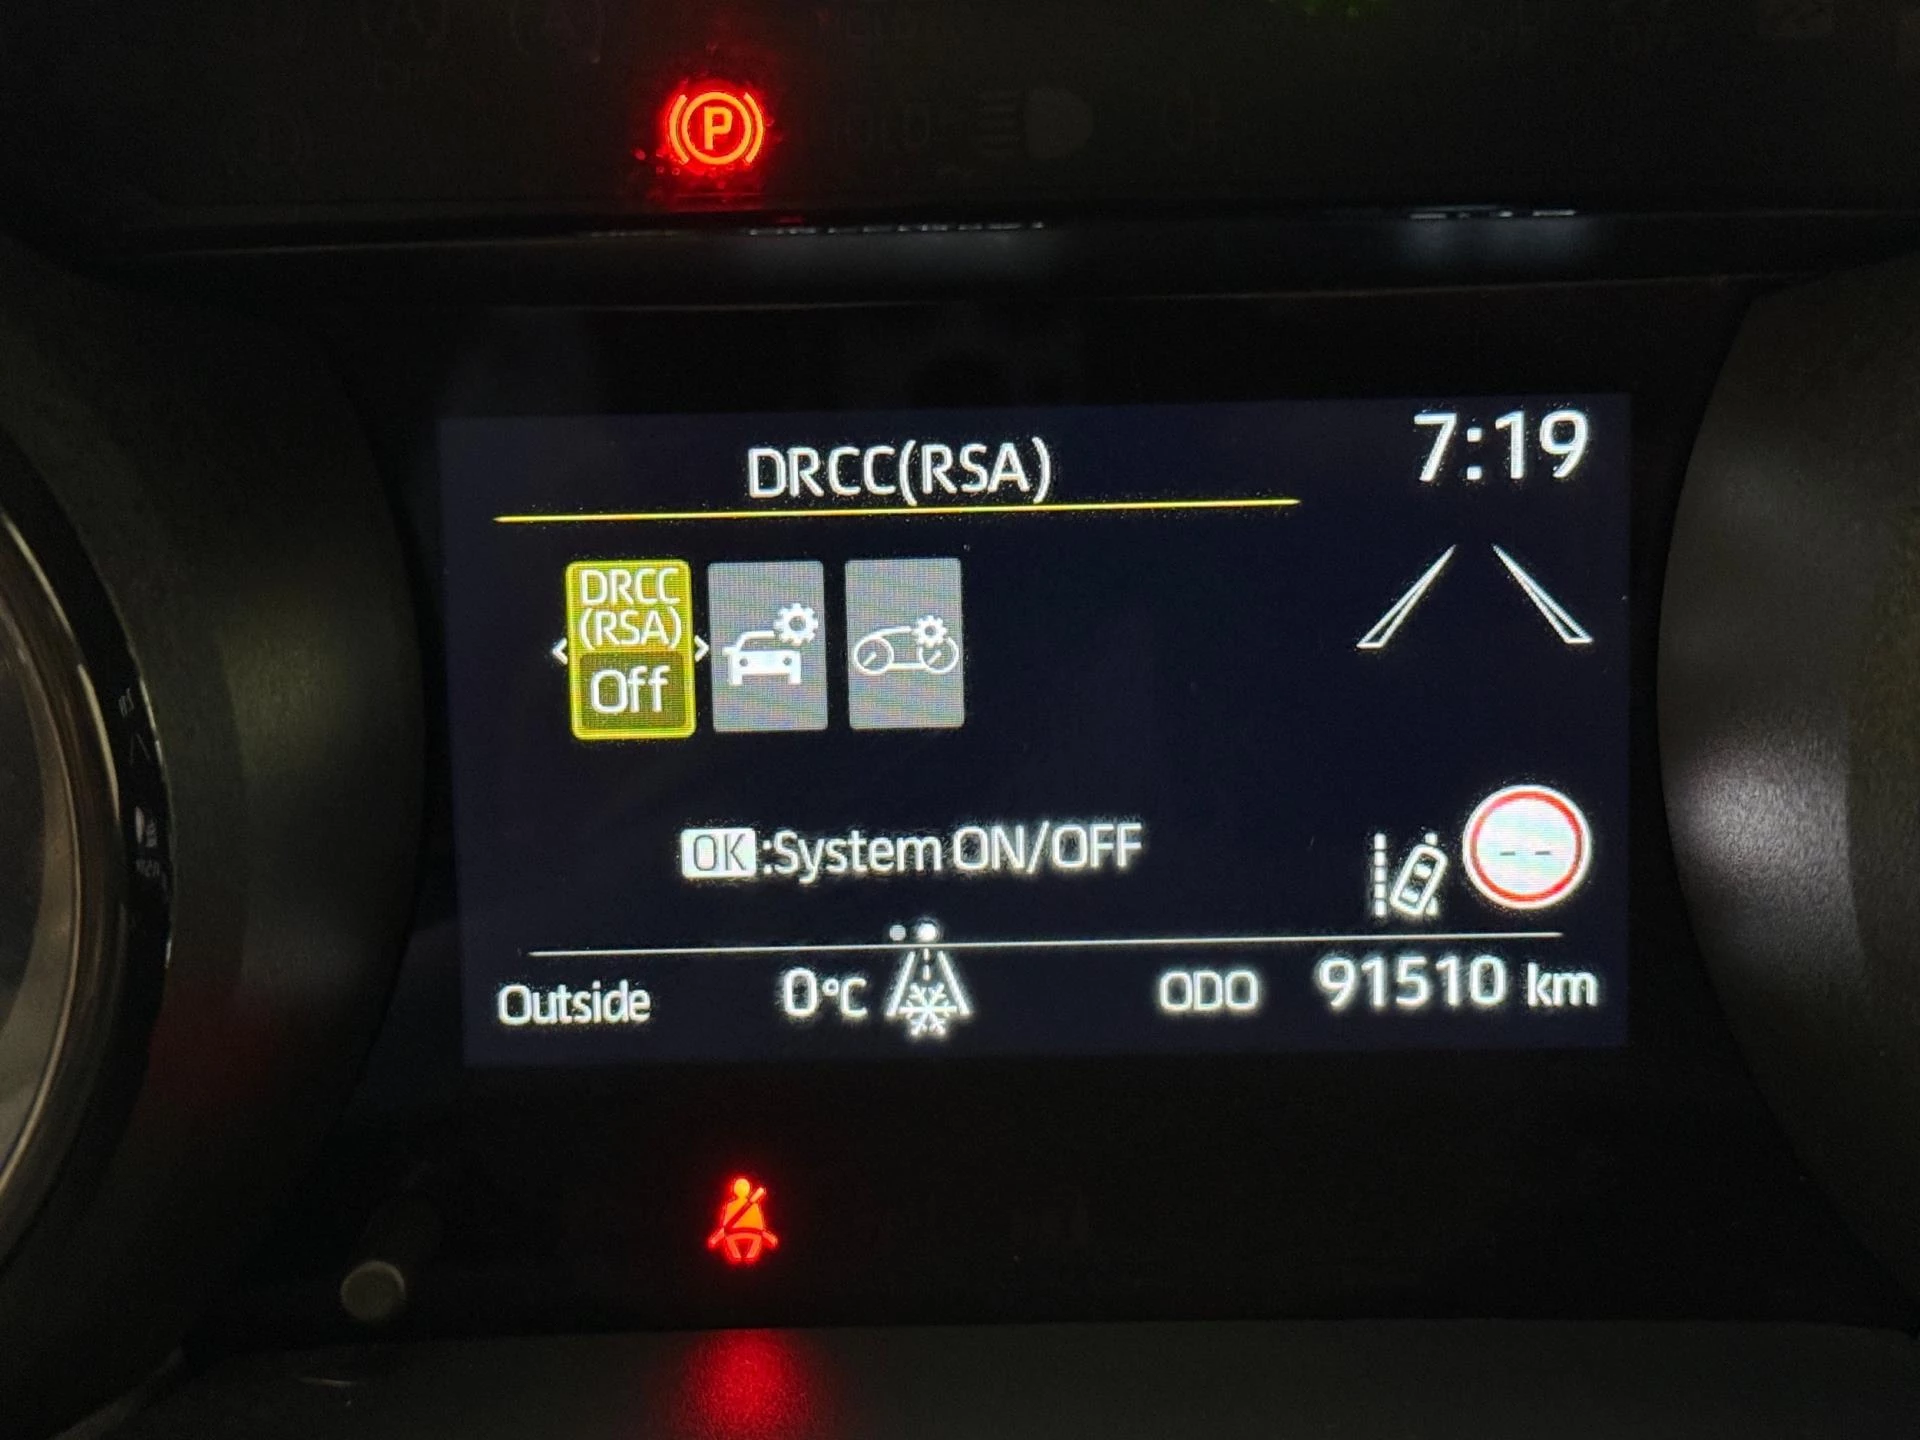 P
DRCC(RSA)
7:19
DRCC
(RSA)
Off
OK:System ON/OFF
--
Outside 0°C ODO 91510 km